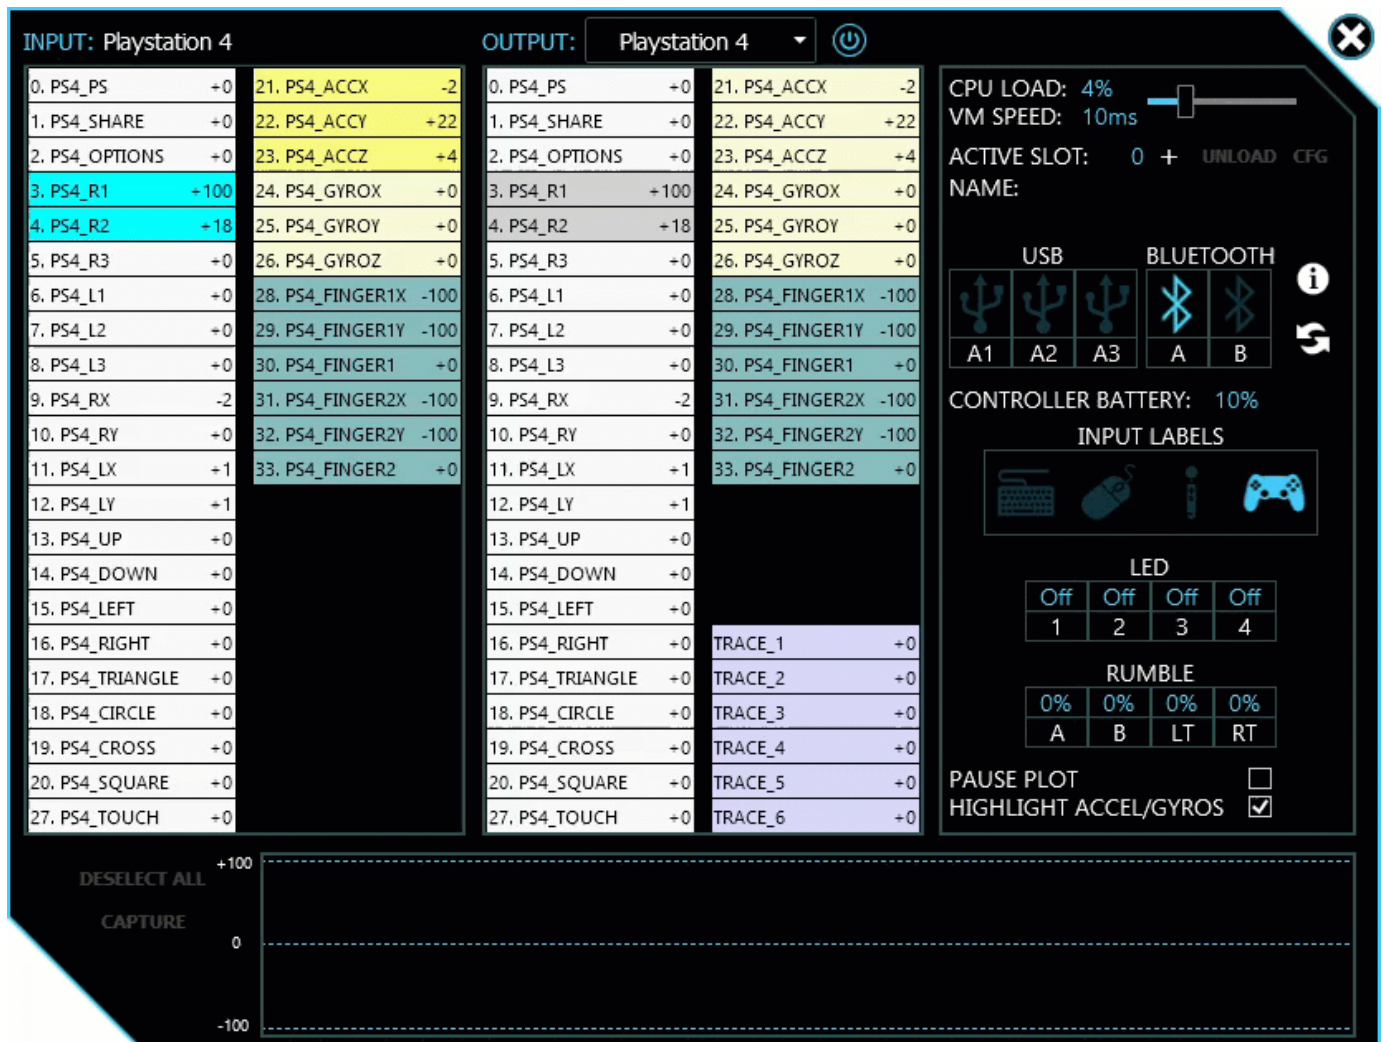 INPUT: Playstation 4
OUTPUT: Playstation 4
0. PS4_PS +0
1. PS4_SHARE +0
2. PS4_OPTIONS +0
3. PS4_R1 +100
4. PS4_R2 +18
5. PS4_R3 +0
6. PS4_L1 +0
7. PS4_L2 +0
8. PS4_L3 +0
9. PS4_RX -2
10. PS4_RY +0
11. PS4_LX +1
12. PS4_LY +1
13. PS4_UP +0
14. PS4_DOWN +0
15. PS4_LEFT +0
16. PS4_RIGHT +0
17. PS4_TRIANGLE +0
18. PS4_CIRCLE +0
19. PS4_CROSS +0
20. PS4_SQUARE +0
27. PS4_TOUCH +0
21. PS4_ACCX -2
22. PS4_ACCY +22
23. PS4_ACCZ +4
24. PS4_GYROX +0
25. PS4_GYROY +0
26. PS4_GYROZ +0
28. PS4_FINGER1X -100
29. PS4_FINGER1Y -100
30. PS4_FINGER1 +0
31. PS4_FINGER2X -100
32. PS4_FINGER2Y -100
33. PS4_FINGER2 +0
0. PS4_PS +0
1. PS4_SHARE +0
2. PS4_OPTIONS +0
3. PS4_R1 +100
4. PS4_R2 +18
5. PS4_R3 +0
6. PS4_L1 +0
7. PS4_L2 +0
8. PS4_L3 +0
9. PS4_RX -2
10. PS4_RY +0
11. PS4_LX +1
12. PS4_LY +1
13. PS4_UP +0
14. PS4_DOWN +0
15. PS4_LEFT +0
16. PS4_RIGHT +0
17. PS4_TRIANGLE +0
18. PS4_CIRCLE +0
19. PS4_CROSS +0
20. PS4_SQUARE +0
27. PS4_TOUCH +0
21. PS4_ACCX -2
22. PS4_ACCY +22
23. PS4_ACCZ +4
24. PS4_GYROX +0
25. PS4_GYROY +0
26. PS4_GYROZ +0
28. PS4_FINGER1X -100
29. PS4_FINGER1Y -100
30. PS4_FINGER1 +0
31. PS4_FINGER2X -100
32. PS4_FINGER2Y -100
33. PS4_FINGER2 +0
TRACE_1 +0
TRACE_2 +0
TRACE_3 +0
TRACE_4 +0
TRACE_5 +0
TRACE_6 +0
CPU LOAD: 4%
VM SPEED: 10ms
ACTIVE SLOT: 0 + UNLOAD CFG
NAME:
USB BLUETOOTH
A1 A2 A3 A B
CONTROLLER BATTERY: 10%
INPUT LABELS
LED
Off Off Off Off
1 2 3 4
RUMBLE
0% 0% 0% 0%
A B LT RT
PAUSE PLOT
HIGHLIGHT ACCEL/GYROS
DESELECT ALL
CAPTURE
+100
0
-100